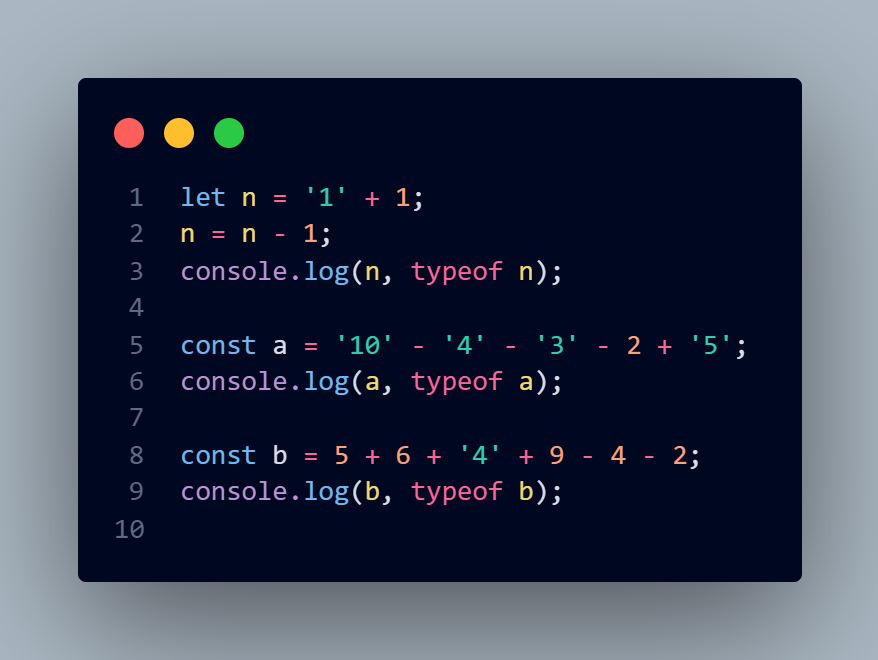 1 let n = '1' + 1;
2 n = n - 1;
3 console.log(n, typeof n);
4
5 const a = '10' - '4' - '3' - 2 + '5';
6 console.log(a, typeof a);
7
8 const b = 5 + 6 + '4' + 9 - 4 - 2;
9 console.log(b, typeof b);
10